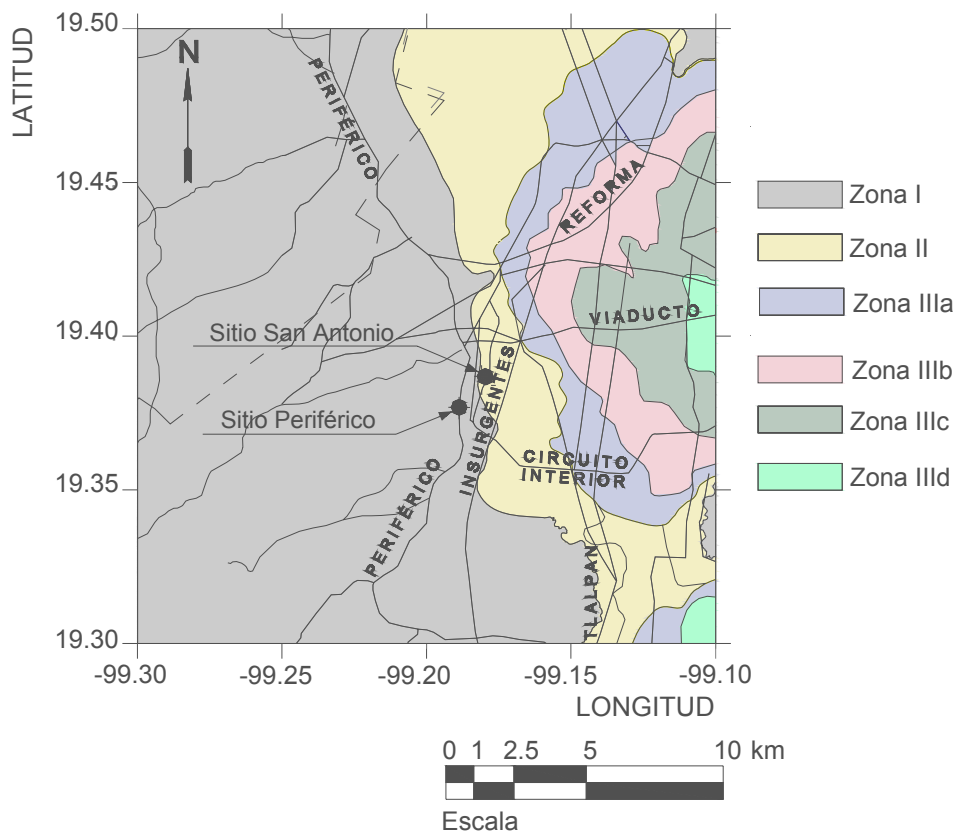 LATITUD
19.50
19.45
19.40
19.35
19.30
N
PERIFÉRICO
REFORMA
VIADUCTO
Sitio San Antonio
Sitio Periférico
INSURGENTES
CIRCUITO
INTERIOR
PERIFÉRICO
TLALPAN
-99.30
-99.25
-99.20
-99.15
-99.10
LONGITUD
Zona I
Zona II
Zona IIIa
Zona IIIb
Zona IIIc
Zona IIId
0 1 2.5 5 10 km
Escala